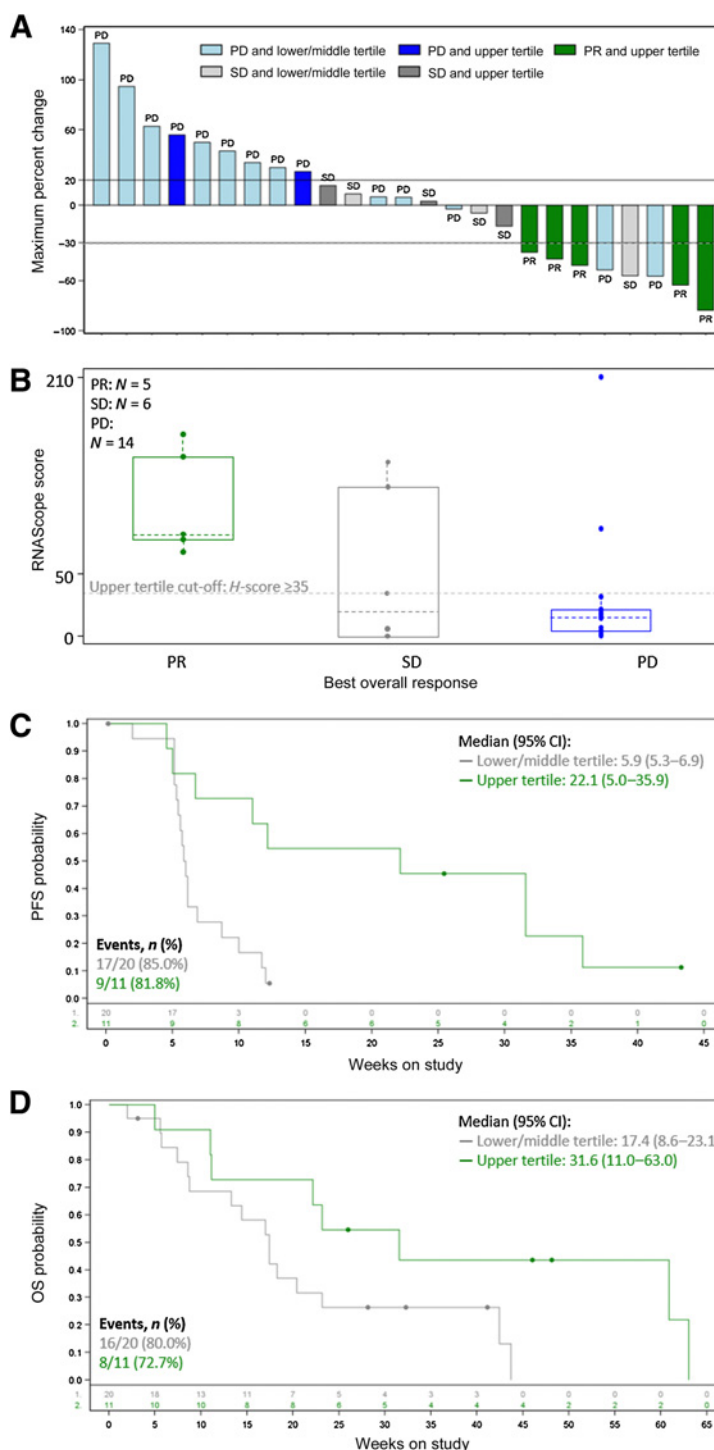 A
140
100
60
20
0
−30
−60
−100
Maximum percent change
PD and lower/middle tertile
PD and upper tertile
PR and upper tertile
SD and lower/middle tertile
SD and upper tertile
PD
PD
PD
PD
PD
PD
PD
PD
PD
SD
SD
PD
PD
SD
PD
SD
SD
PR
PR
PR
PD
SD
PD
PR
PR
B
210
50
0
RNAScope score
PR: N = 5
SD: N = 6
PD:
N = 14
Upper tertile cut-off: H-score ≥35
PR SD PD
Best overall response
C
1.0
0.9
0.8
0.7
0.6
0.5
0.4
0.3
0.2
0.1
0.0
PFS probability
Median (95% CI):
Lower/middle tertile: 5.9 (5.3–6.9)
Upper tertile: 22.1 (5.0–35.9)
Events, n (%)
17/20 (85.0%)
9/11 (81.8%)
1. 20 17 3 0 0 0 0 0 0 0
2. 11 9 8 6 6 5 4 2 1 0
0 5 10 15 20 25 30 35 40 45
Weeks on study
D
1.0
0.9
0.8
0.7
0.6
0.5
0.4
0.3
0.2
0.1
0.0
OS probability
Median (95% CI):
Lower/middle tertile: 17.4 (8.6–23.1
Upper tertile: 31.6 (11.0–63.0)
Events, n (%)
16/20 (80.0%)
8/11 (72.7%)
1. 20 18 13 11 7 5 4 3 3 0 0 0 0 0
2. 11 10 10 8 8 6 5 4 4 4 2 2 2 0
0 5 10 15 20 25 30 35 40 45 50 55 60 65
Weeks on study